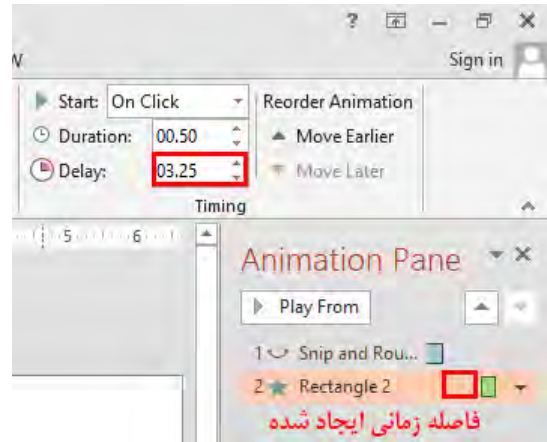 ?
W
Sign in
Start: On Click
Reorder Animation
Duration: 00.50
Move Earlier
Delay: 03.25
Move Later
Timing
5 6
Animation Pane
Play From
1 Snip and Rou...
2 Rectangle 2
فاصله زمانی ایجاد شده